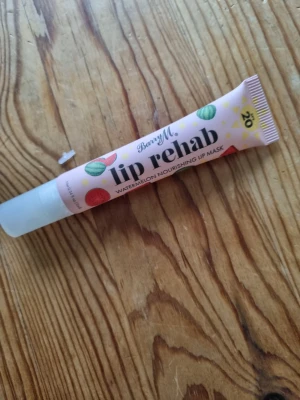 Barry M®
lip rehab
WATERMELON NOURISHING LIP MASK
20